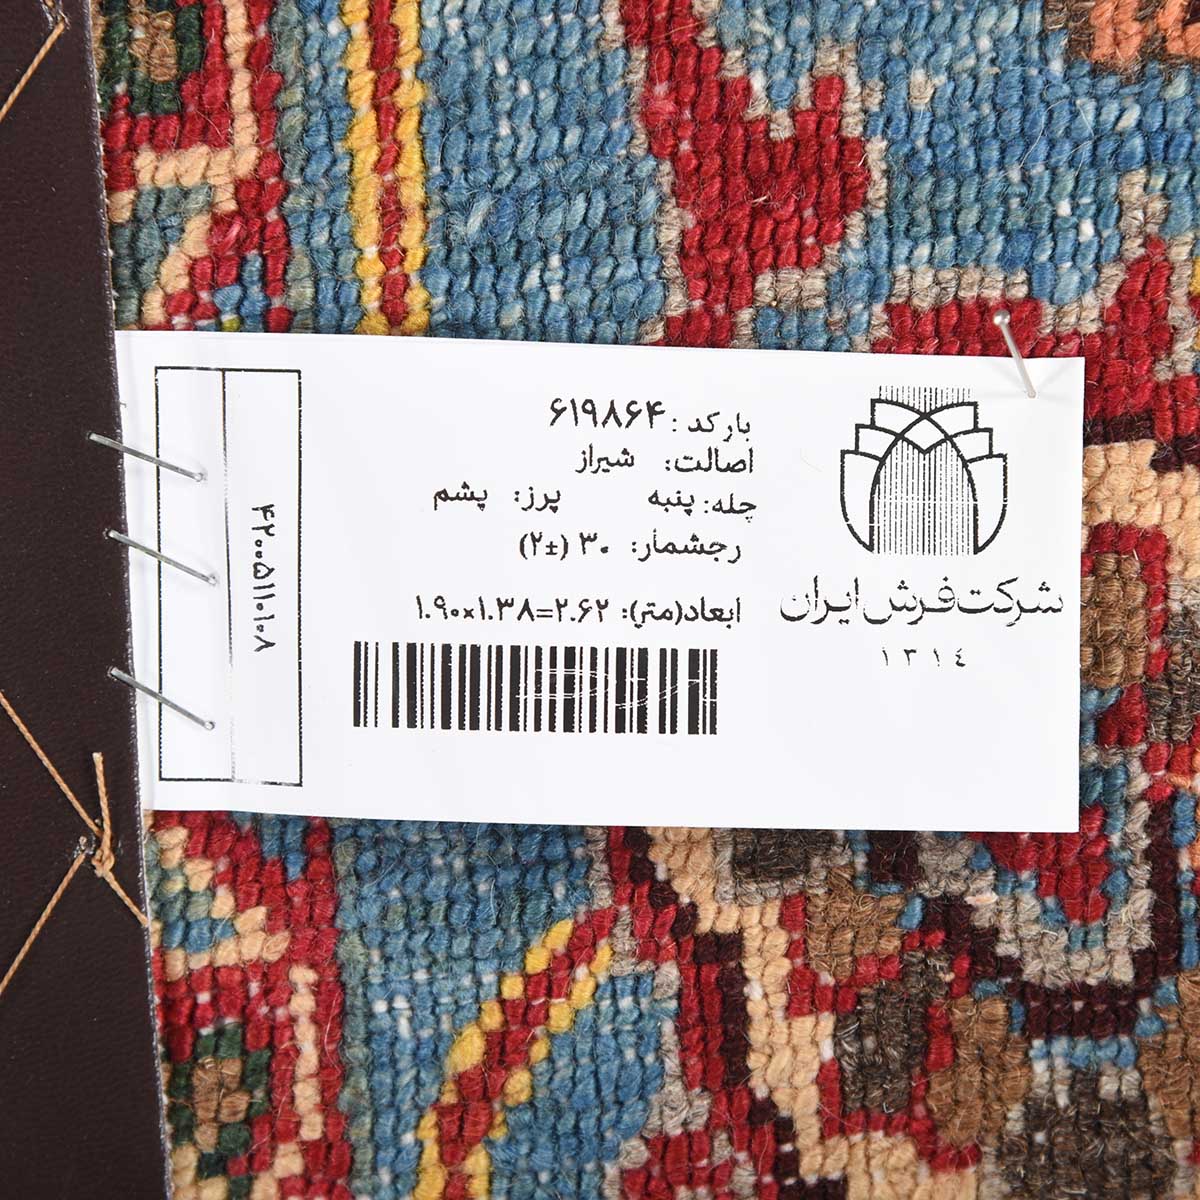 بارکد: ۶۱۹۸۶۴
اصالت: شیراز
چله: پنبه پرز: پشم
رجشمار: ۳۰ (±۲)
ابعاد(متر): ۱.۹۰×۱.۳۸=۲.۶۲
شرکت فرش ایران
١٣١٤
۴۲۰۰۵۱۱۰۱۰۸